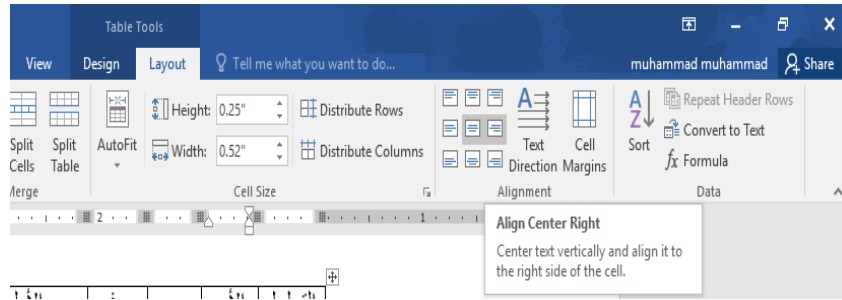 Table Tools
View Design Layout Tell me what you want to do... muhammad muhammad Share
Split Cells
Split Table
AutoFit
Height: 0.25"
Width: 0.52"
Distribute Rows
Distribute Columns
Cell Size
Text Direction
Cell Margins
Alignment
Sort
Repeat Header Rows
Convert to Text
fx Formula
Data
2 1
Align Center Right
Center text vertically and align it to
the right side of the cell.